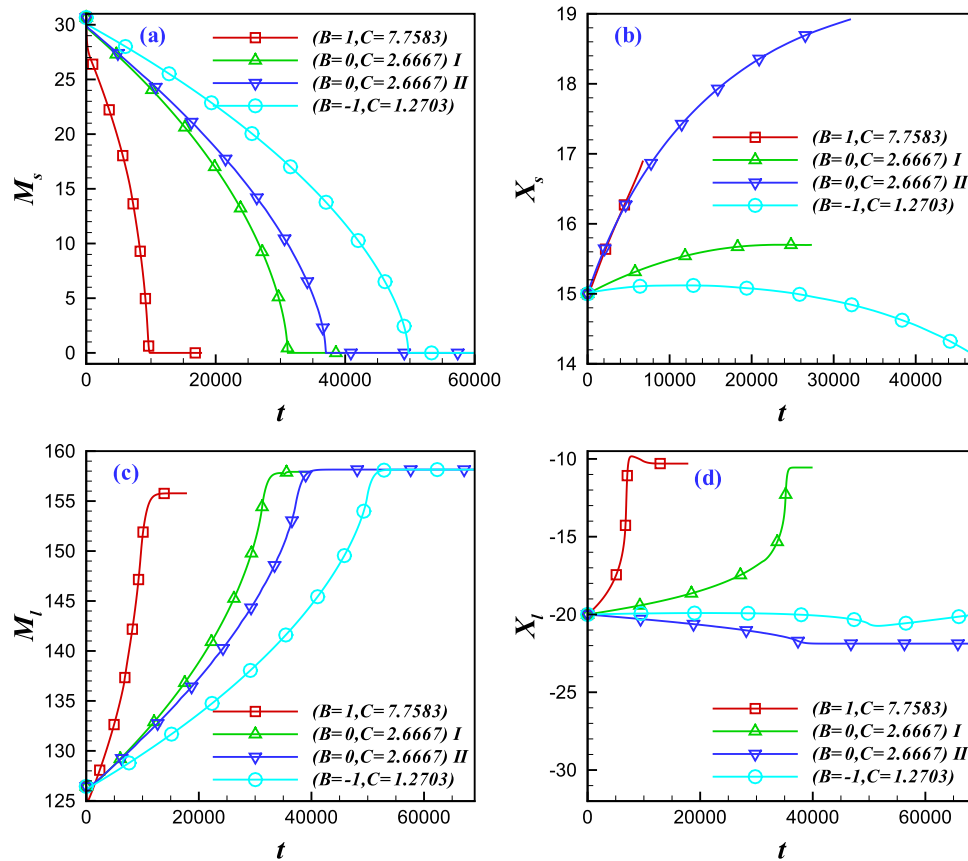 (a)
(B=1,C=7.7583)
(B=0,C=2.6667) I
(B=0,C=2.6667) II
(B=-1,C=1.2703)
30
25
20
15
10
5
0
M_s
0 20000 40000 60000
t
(b)
(B=1,C=7.7583)
(B=0,C=2.6667) I
(B=0,C=2.6667) II
(B=-1,C=1.2703)
19
18
17
16
15
14
X_s
0 10000 20000 30000 40000
t
(c)
(B=1,C=7.7583)
(B=0,C=2.6667) I
(B=0,C=2.6667) II
(B=-1,C=1.2703)
160
155
150
145
140
135
130
125
M_l
0 20000 40000 60000
t
(d)
(B=1,C=7.7583)
(B=0,C=2.6667) I
(B=0,C=2.6667) II
(B=-1,C=1.2703)
-10
-15
-20
-25
-30
X_l
0 20000 40000 60000
t